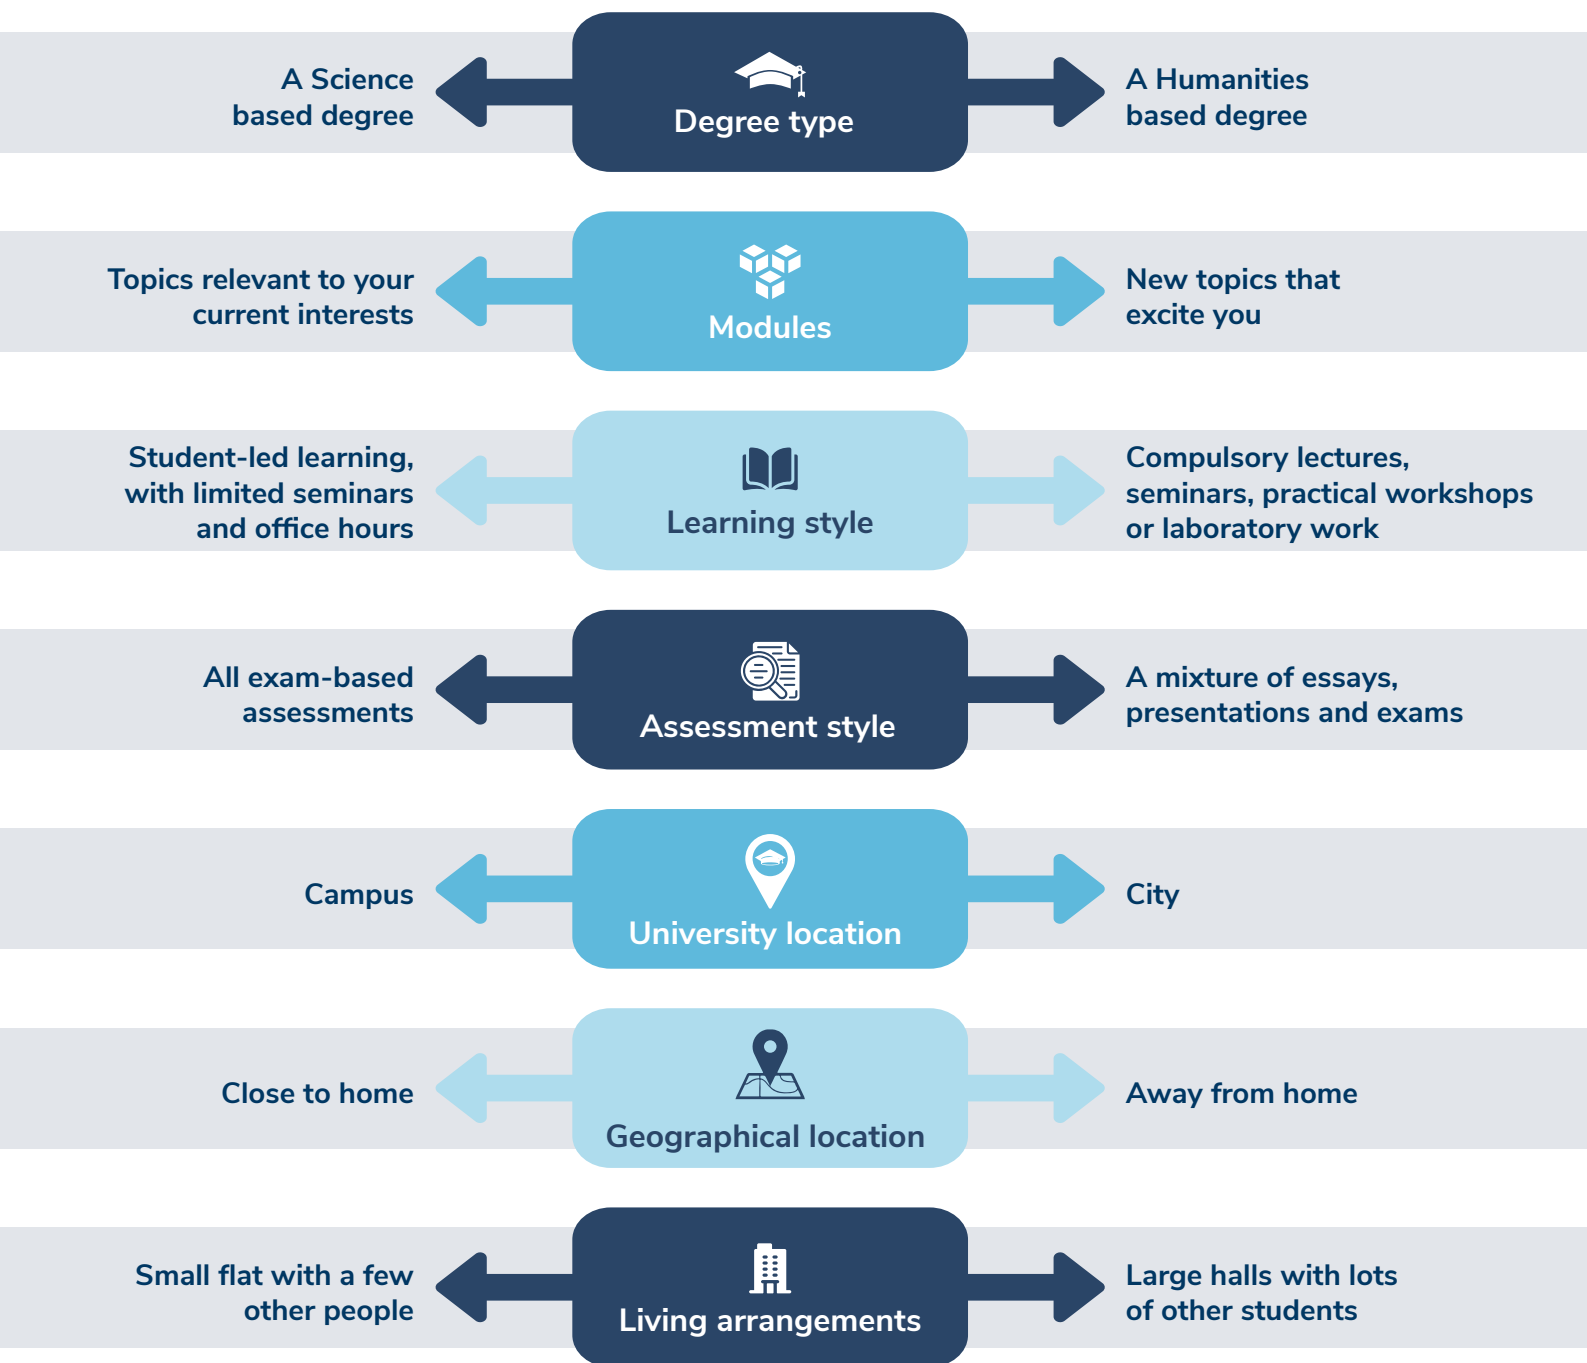 A Science
based degree
Degree type
A Humanities
based degree
Topics relevant to your
current interests
Modules
New topics that
excite you
Student-led learning,
with limited seminars
and office hours
Learning style
Compulsory lectures,
seminars, practical workshops
or laboratory work
All exam-based
assessments
Assessment style
A mixture of essays,
presentations and exams
Campus
University location
City
Close to home
Geographical location
Away from home
Small flat with a few
other people
Living arrangements
Large halls with lots
of other students